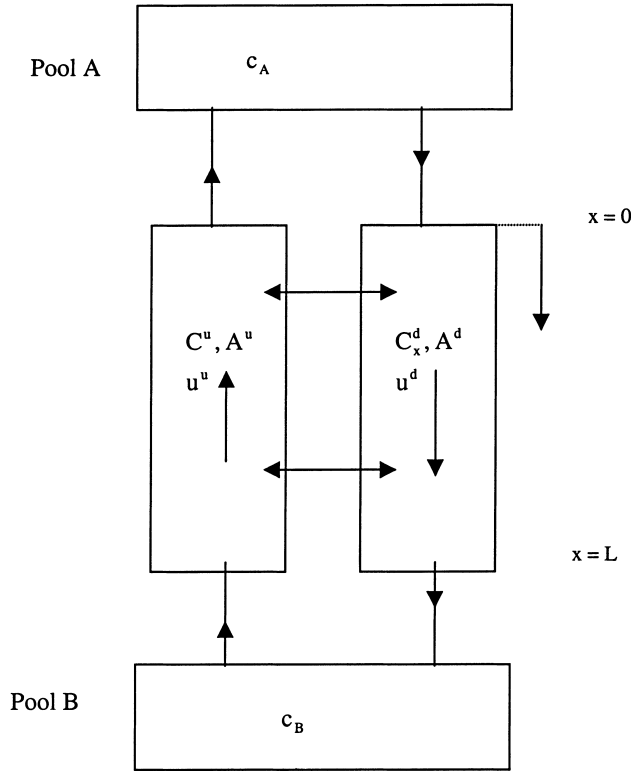 Pool A
c_A
x = 0
C^u, A^u
u^u
C_x^d, A^d
u^d
x = L
Pool B
c_B